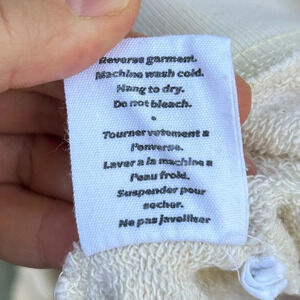 Reverse garment.
Machine wash cold.
Hang to dry.
Do not bleach.
•
Tourner vetement a
l'enverse.
Laver a la machine a
l'eau froid.
Suspender pour
secher.
Ne pas javelliser